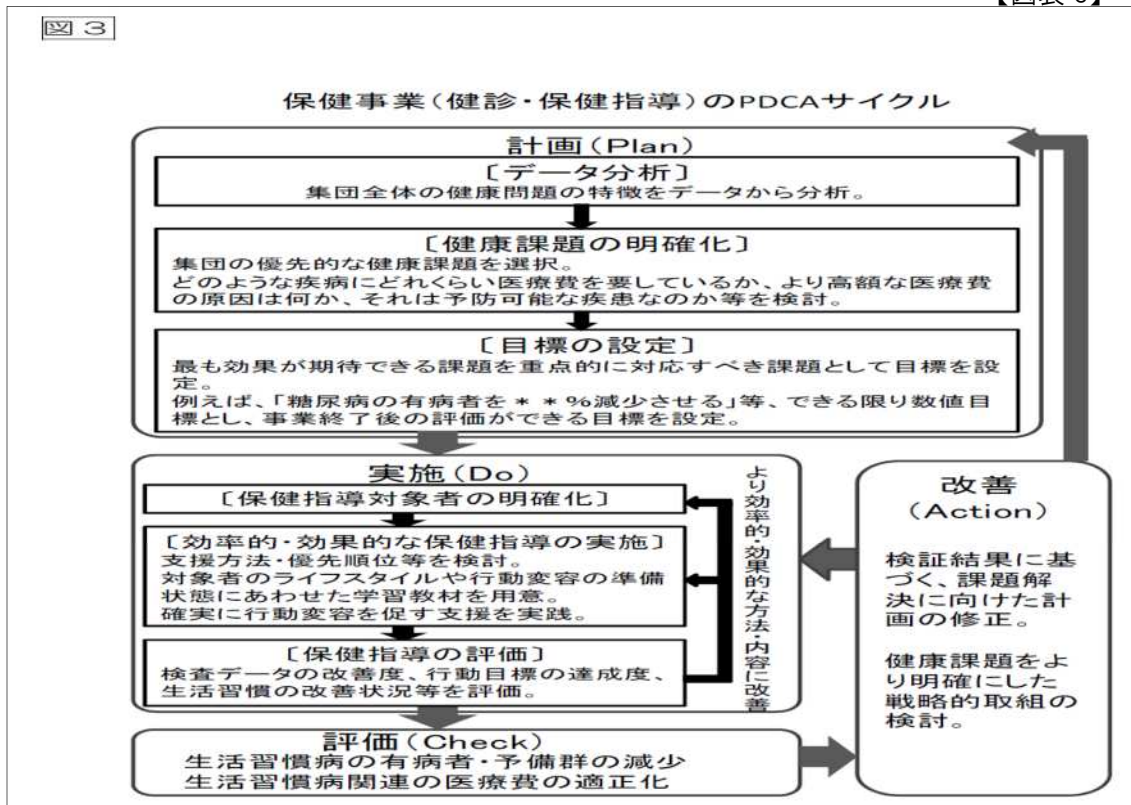 図３
保健事業（健診・保健指導）のPDCAサイクル
計画（Plan）
〔データ分析〕
集団全体の健康問題の特徴をデータから分析。
〔健康課題の明確化〕
集団の優先的な健康課題を選択。
どのような疾病にどれくらい医療費を要しているか、より高額な医療費
の原因は何か、それは予防可能な疾患なのか等を検討。
〔目標の設定〕
最も効果が期待できる課題を重点的に対応すべき課題として目標を設
定。
例えば、「糖尿病の有病者を＊＊％減少させる」等、できる限り数値目
標とし、事業終了後の評価ができる目標を設定。
実施（Do）
〔保健指導対象者の明確化〕
〔効率的・効果的な保健指導の実施〕
支援方法・優先順位等を検討。
対象者のライフスタイルや行動変容の準備
状態にあわせた学習教材を用意。
確実に行動変容を促す支援を実践。
〔保健指導の評価〕
検査データの改善度、行動目標の達成度、
生活習慣の改善状況等を評価。
より効率的・効果的な方法・内容に改善
改善
（Action）
検証結果に基
づく、課題解
決に向けた計
画の修正。
健康課題をよ
り明確にした
戦略的取組の
検討。
評価（Check）
生活習慣病の有病者・予備群の減少
生活習慣病関連の医療費の適正化